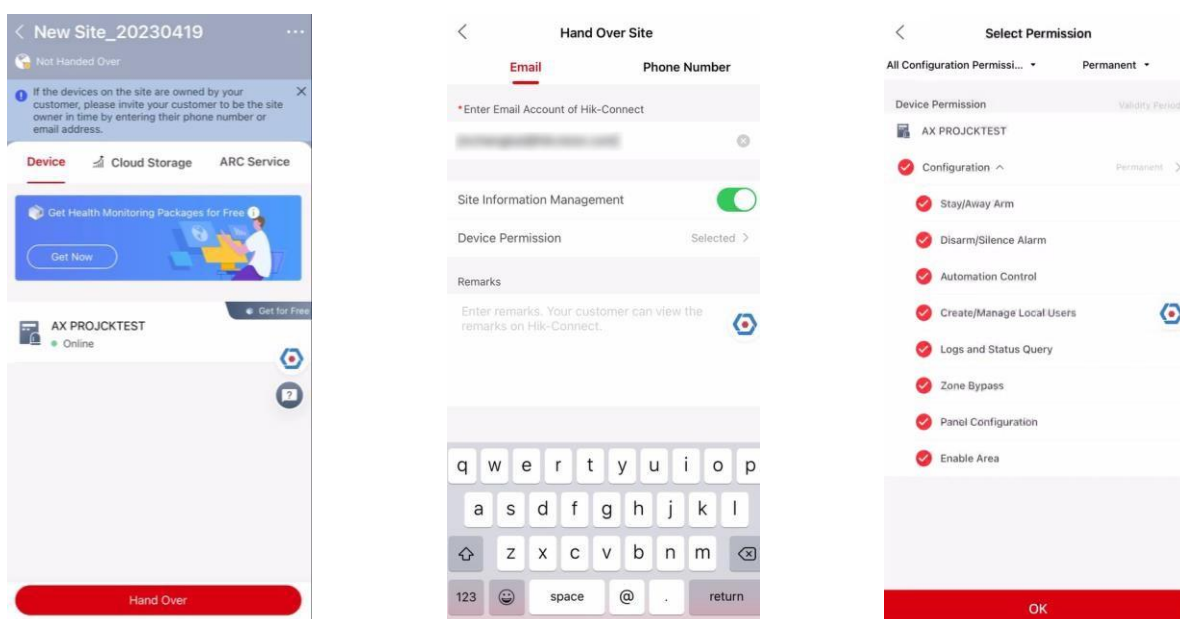 New Site_20230419
Not Handed Over
If the devices on the site are owned by your
customer, please invite your customer to be the site
owner in time by entering their phone number or
email address.
Device
Cloud Storage
ARC Service
Get Health Monitoring Packages for Free
Get Now
Get for Free
AX PROJCKTEST
Online
Hand Over
Hand Over Site
Email
Phone Number
*Enter Email Account of Hik-Connect
Site Information Management
Device Permission
Selected >
Remarks
Enter remarks. Your customer can view the
remarks on Hik-Connect.
q w e r t y u i o p
a s d f g h j k l
z x c v b n m
123 space @ . return
Select Permission
All Configuration Permissi...
Permanent
Device Permission
Validity Period
AX PROJCKTEST
Configuration
Permanent >
Stay/Away Arm
Disarm/Silence Alarm
Automation Control
Create/Manage Local Users
Logs and Status Query
Zone Bypass
Panel Configuration
Enable Area
OK